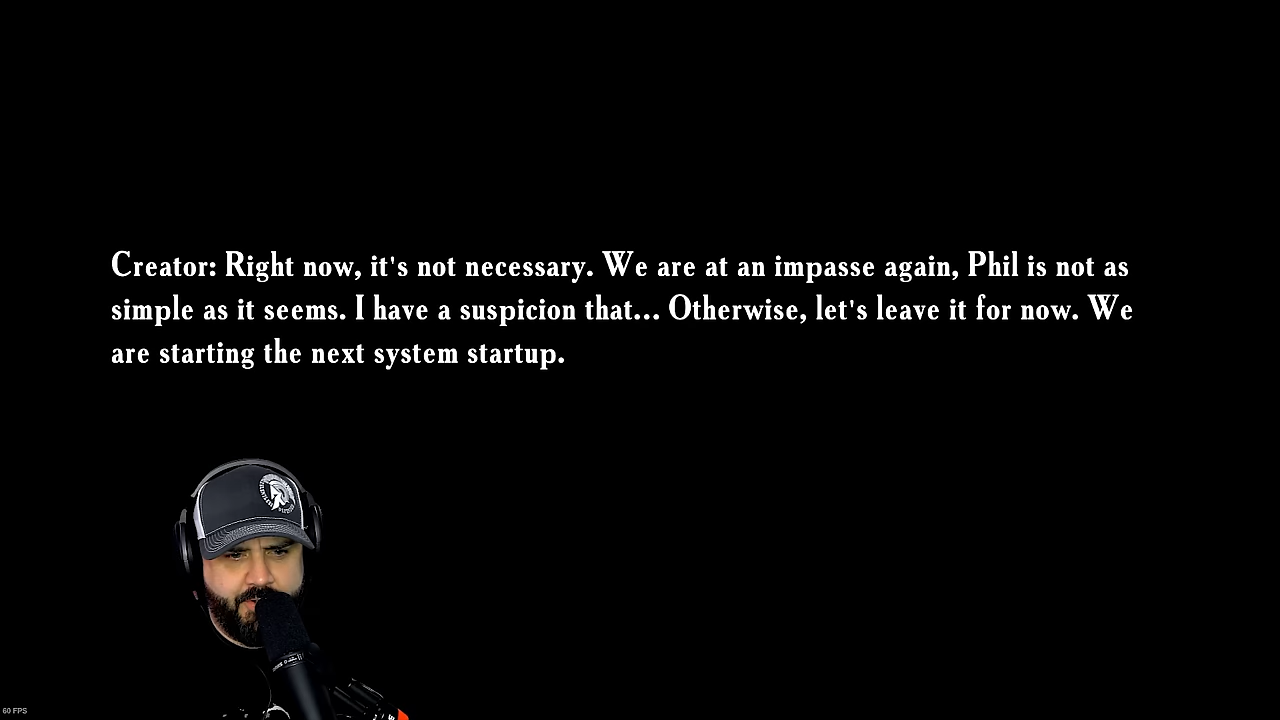 Creator: Right now, it's not necessary. We are at an impasse again, Phil is not as
simple as it seems. I have a suspicion that... Otherwise, let's leave it for now. We
are starting the next system startup.
60 FPS